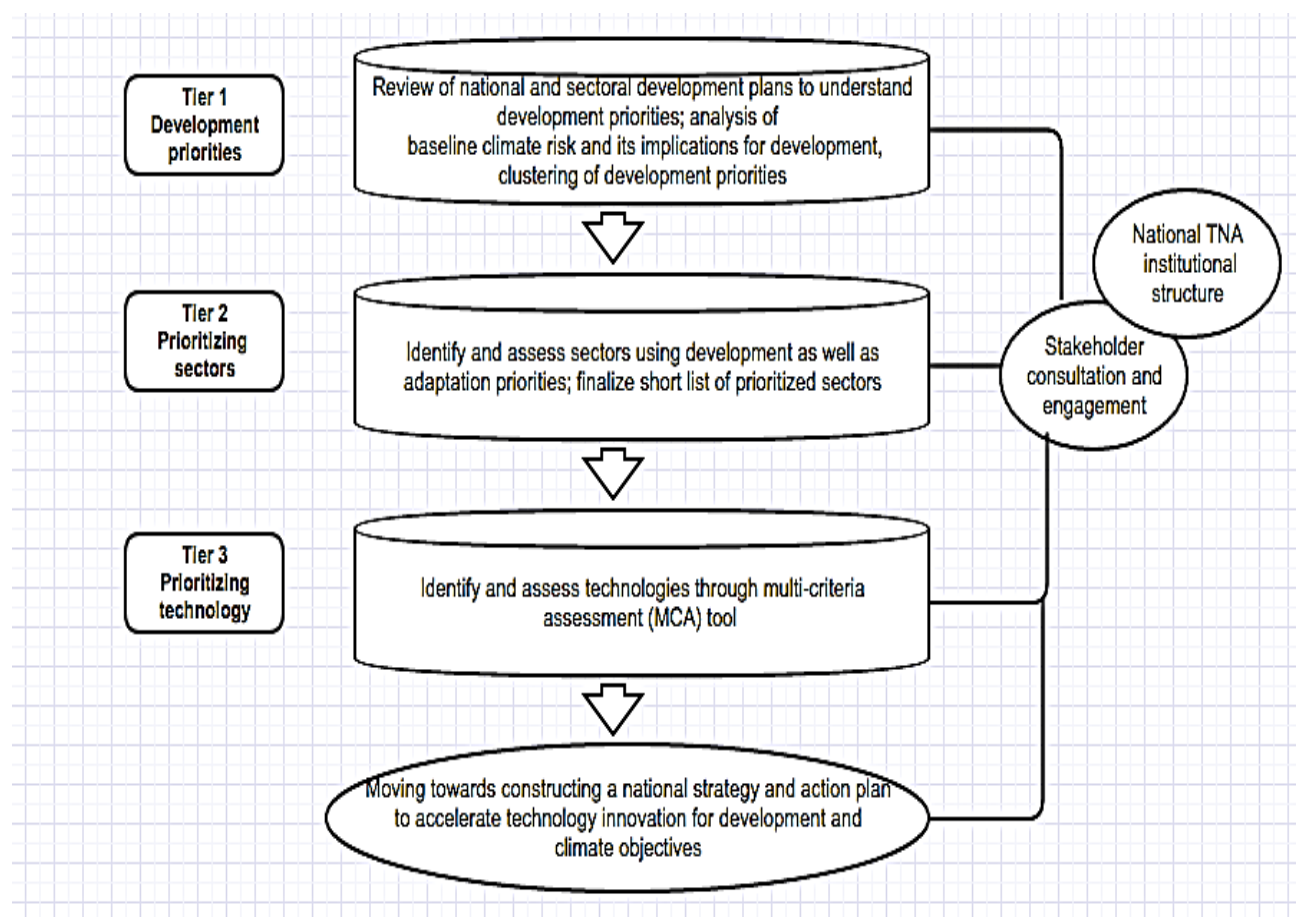 Tier 1
Development
priorities
Review of national and sectoral development plans to understand
development priorities; analysis of
baseline climate risk and its implications for development,
clustering of development priorities
National TNA
institutional
structure
Tier 2
Prioritizing
sectors
Identify and assess sectors using development as well as
adaptation priorities; finalize short list of prioritized sectors
Stakeholder
consultation and
engagement
Tier 3
Prioritizing
technology
Identify and assess technologies through multi-criteria
assessment (MCA) tool
Moving towards constructing a national strategy and action plan
to accelerate technology innovation for development and
climate objectives